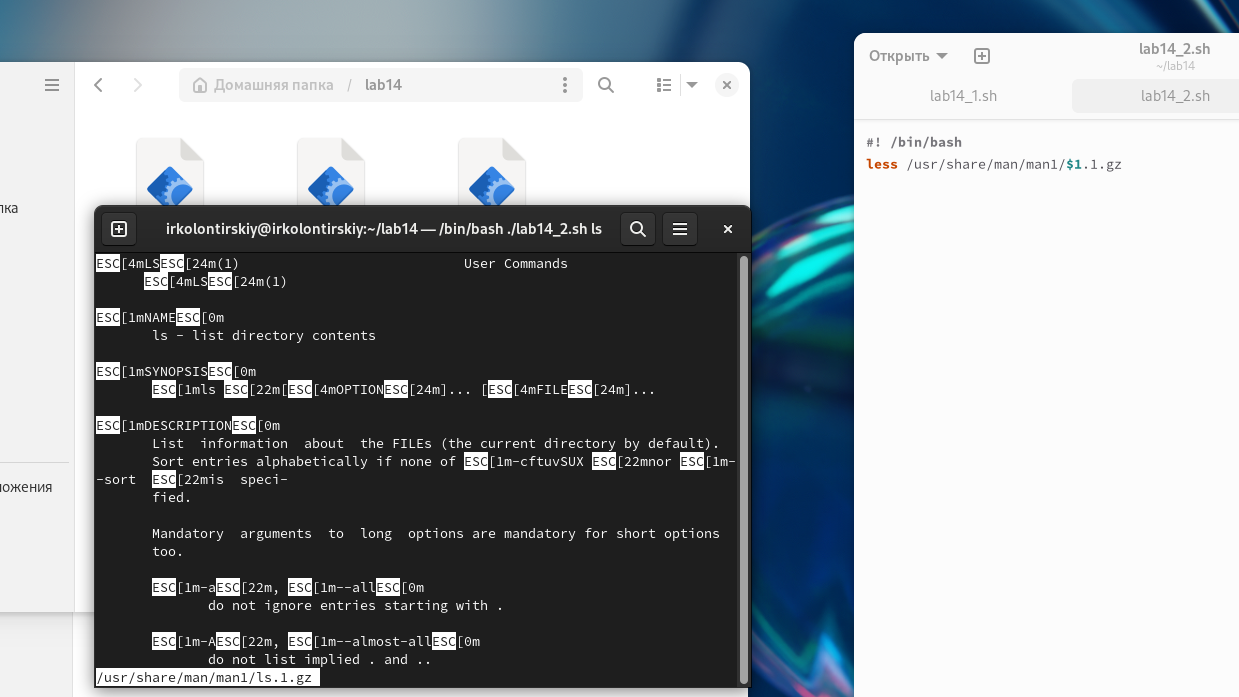 Домашняя папка / lab14
пка
ложения
irkolontirskiy@irkolontirskiy:~/lab14 — /bin/bash ./lab14_2.sh ls
ESC[4mLSESC[24m(1) User Commands
ESC[4mLSESC[24m(1)
ESC[1mNAMEESC[0m
ls - list directory contents
ESC[1mSYNOPSISESC[0m
ESC[1mls ESC[22m[ESC[4mOPTIONESC[24m]... [ESC[4mFILEESC[24m]...
ESC[1mDESCRIPTIONESC[0m
List information about the FILEs (the current directory by default).
Sort entries alphabetically if none of ESC[1m-cftuvSUX ESC[22mnor ESC[1m-
-sort ESC[22mis speci-
fied.
Mandatory arguments to long options are mandatory for short options
too.
ESC[1m-aESC[22m, ESC[1m--allESC[0m
do not ignore entries starting with .
ESC[1m-AESC[22m, ESC[1m--almost-allESC[0m
do not list implied . and ..
/usr/share/man/man1/ls.1.gz
Открыть
lab14_2.sh
~/lab14
lab14_1.sh lab14_2.sh
#! /bin/bash
less /usr/share/man/man1/$1.1.gz